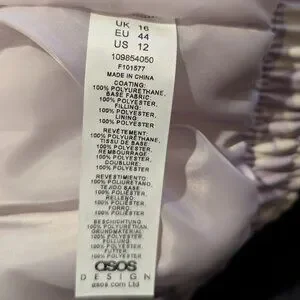 UK 16
EU 44
US 12
109854050
F101577
MADE IN CHINA
COATING:
100% POLYURETHANE,
BASE FABRIC:
100% POLYESTER,
FILLING:
100% POLYESTER,
LINING:
100% POLYESTER
REVÊTEMENT:
100% POLYURÉTHANE,
TISSU DE BASE:
100% POLYESTER,
REMBOURRAGE:
100% POLYESTER,
DOUBLURE:
100% POLYESTER
REVESTIMIENTO:
100% POLIURETANO,
TEJIDO BASE
100% POLIÉSTER,
RELLENO:
100% POLIÉSTER,
FORRO:
100% POLIÉSTER
BESCHICHTUNG:
100% POLYURETHAN,
100% POLYESTER,
FÜLLUNG:
100% POLYESTER,
FUTTER:
100% POLYESTER
asos
DESIGN
asos.com Ltd